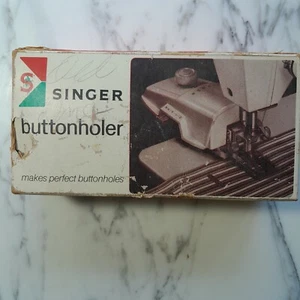 S
SINGER
buttonholer
makes perfect buttonholes